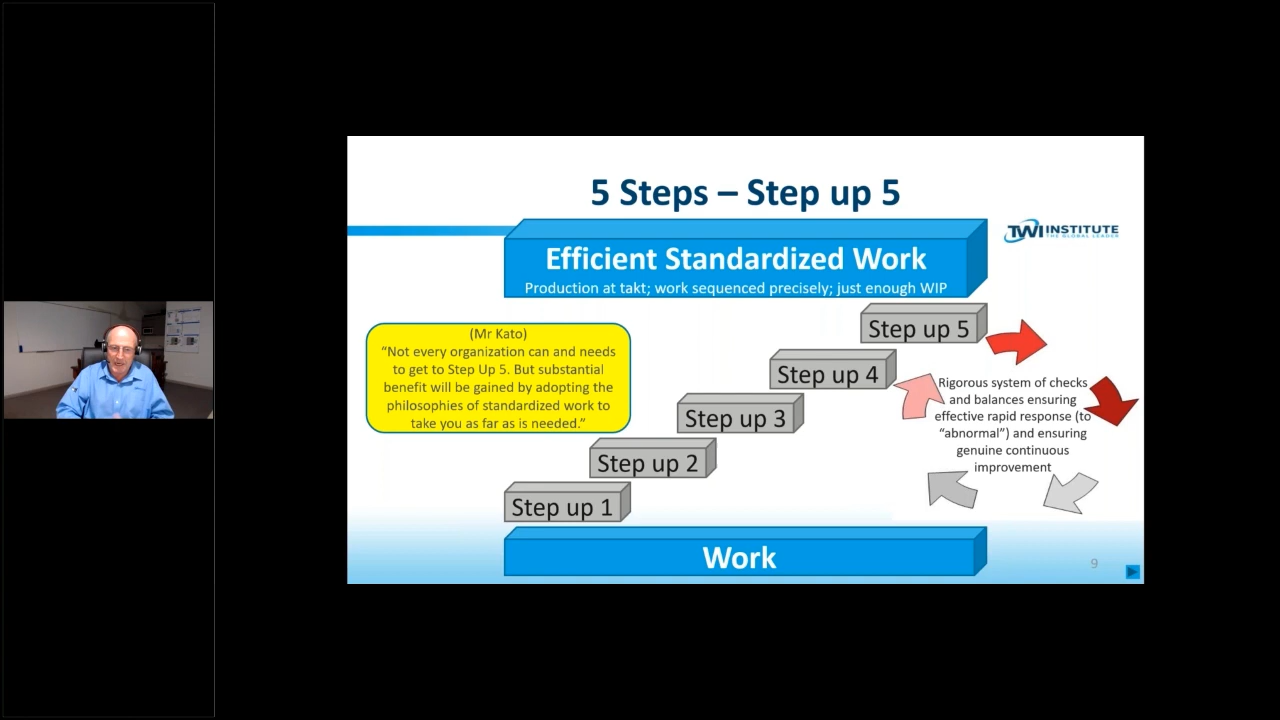 5 Steps – Step up 5
TWI INSTITUTE
THE GLOBAL LEADER
Efficient Standardized Work
Production at takt; work sequenced precisely; just enough WIP
(Mr Kato)
“Not every organization can and needs
to get to Step Up 5. But substantial
benefit will be gained by adopting the
philosophies of standardized work to
take you as far as is needed.”
Step up 5
Step up 4
Step up 3
Step up 2
Step up 1
Rigorous system of checks
and balances ensuring
effective rapid response (to
“abnormal”) and ensuring
genuine continuous
improvement
Work
9